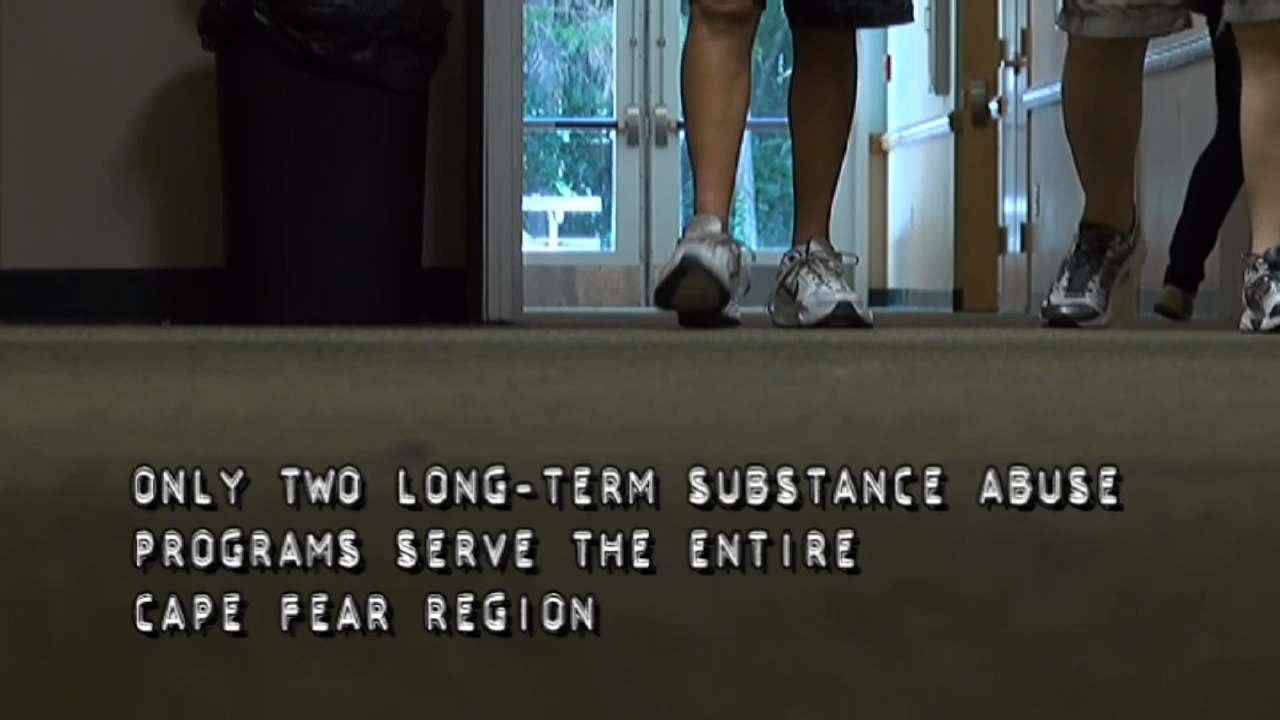 ONLY TWO LONG-TERM SUBSTANCE ABUSE
PROGRAMS SERVE THE ENTIRE
CAPE FEAR REGION